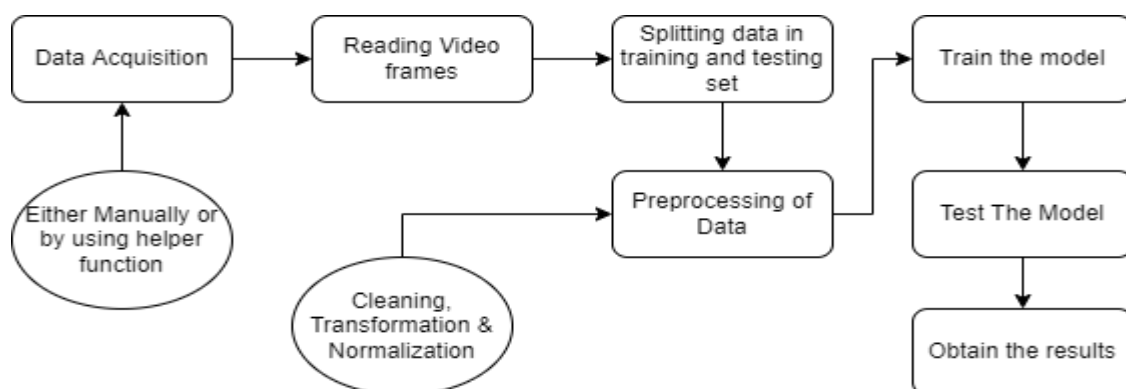 Data Acquisition
Reading Video
frames
Splitting data in
training and testing
set
Train the model
Either Manually or
by using helper
function
Preprocessing of
Data
Test The Model
Cleaning,
Transformation &
Normalization
Obtain the results